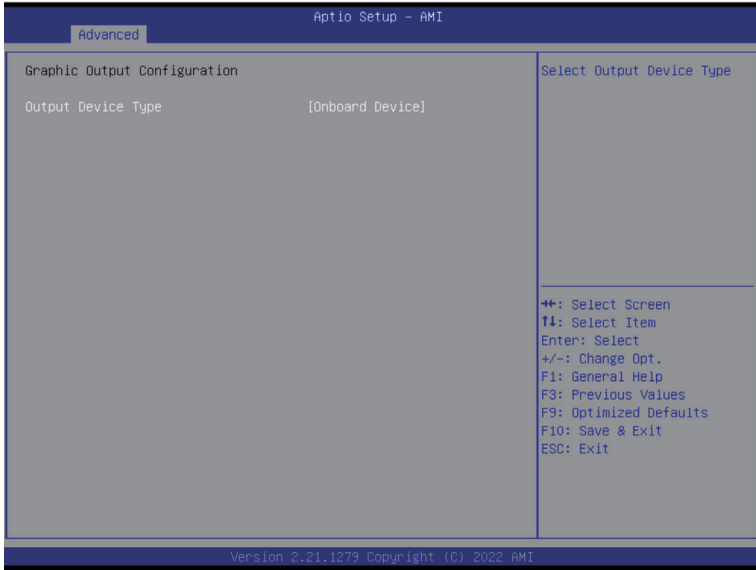 Aptio Setup - AMI
Advanced
Graphic Output Configuration
Output Device Type [Onboard Device]
Select Output Device Type
→←: Select Screen
↑↓: Select Item
Enter: Select
+/-: Change Opt.
F1: General Help
F3: Previous Values
F9: Optimized Defaults
F10: Save & Exit
ESC: Exit
Version 2.21.1279 Copyright (C) 2022 AMI